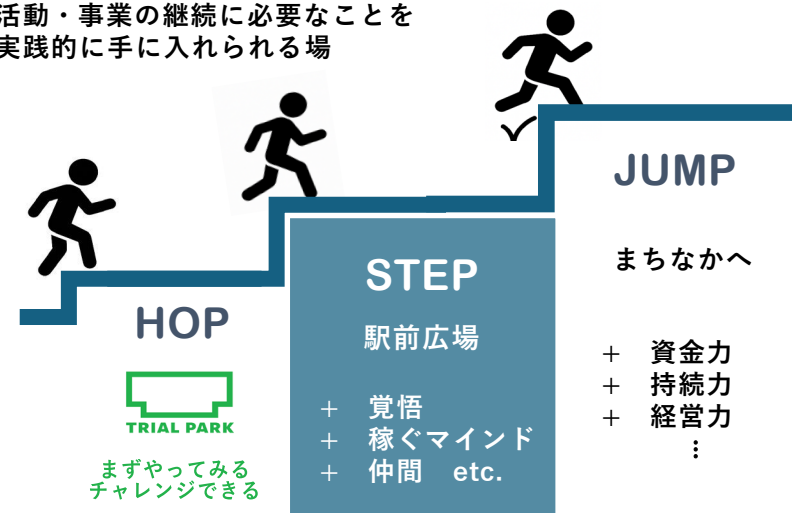 活動・事業の継続に必要なことを
実践的に手に入れられる場
HOP
TRIAL PARK
まずやってみる
チャレンジできる
STEP
駅前広場
＋ 覚悟
＋ 稼ぐマインド
＋ 仲間 etc.
JUMP
まちなかへ
＋ 資金力
＋ 持続力
＋ 経営力
⋮